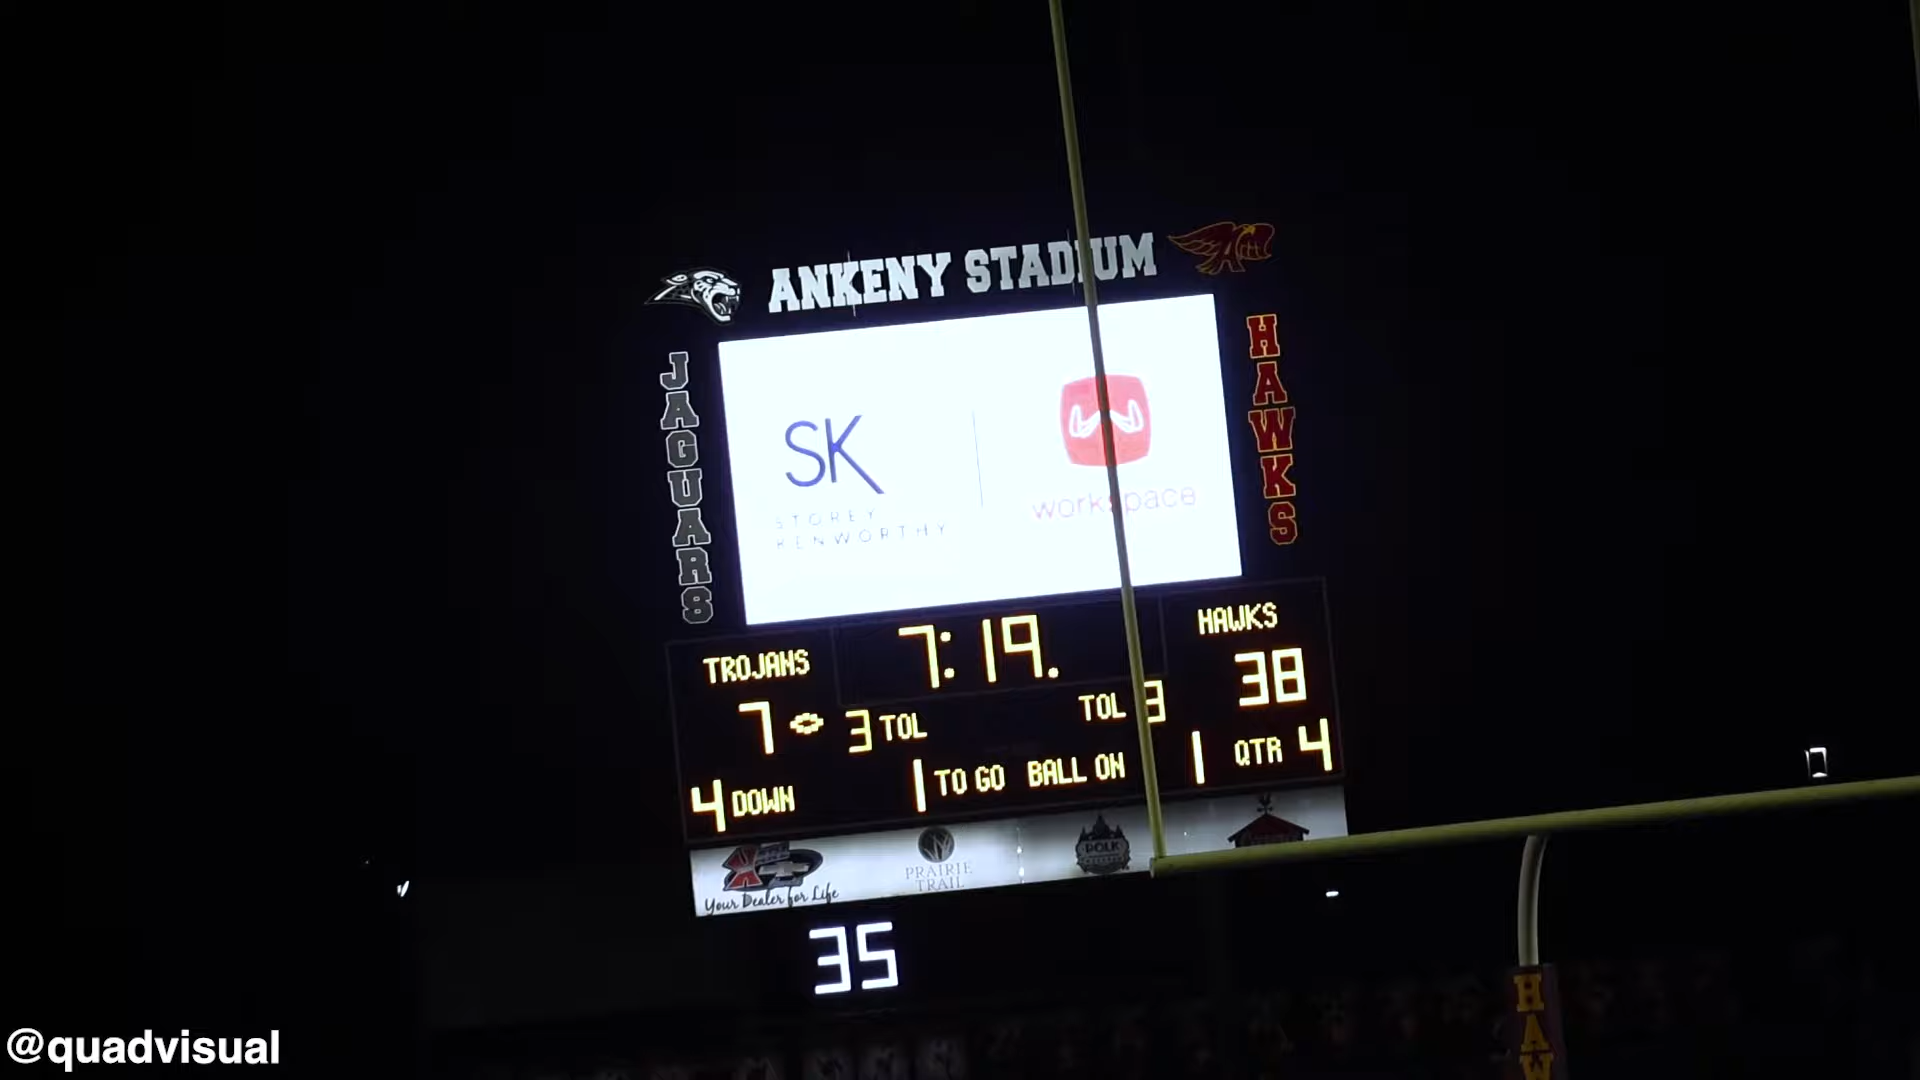 ANKENY STADIUM
JAGUARS
HAWKS
SK
STOREY
KENWORTHY
workspace
TROJANS
7:19.
HAWKS
7
3 TOL
TOL 3
38
4 DOWN
1 TO GO
BALL ON 1
QTR 4
Your Dealer for Life
PRAIRIE
TRAIL
POLK
35
HAW
@quadvisual